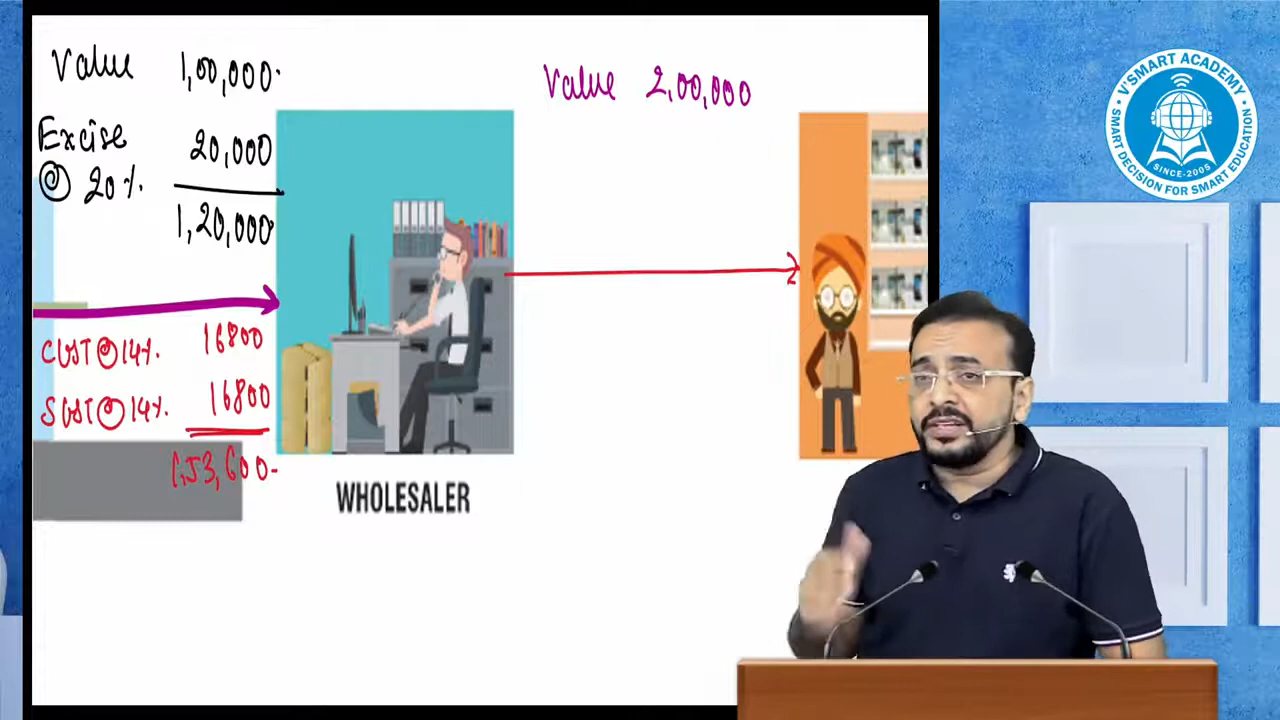 Value 1,00,000
Excise 20,000
@ 20%.
1,20,000
CGST @ 14%. 16800
SGST @ 14%. 16800
1,53,600
Value 2,00,000
WHOLESALER
V'SMART ACADEMY
SINCE-2005
SMART DECISION FOR SMART EDUCATION